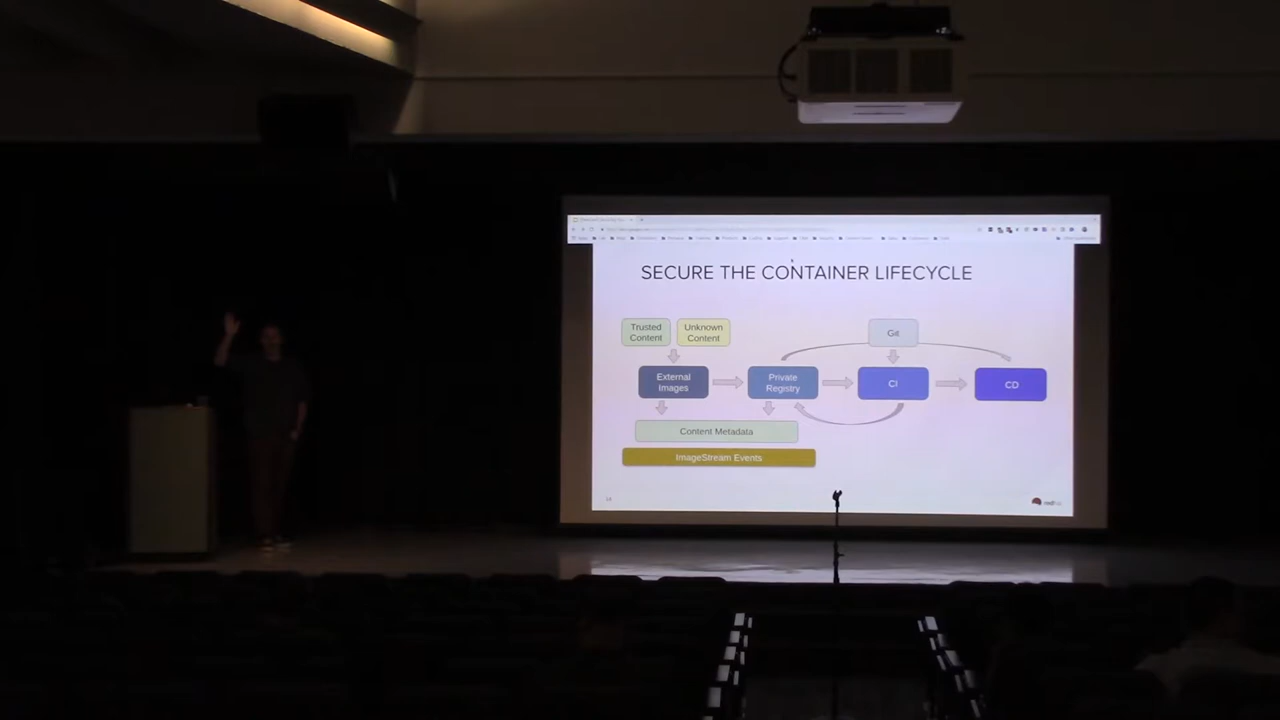 SECURE THE CONTAINER LIFECYCLE
Trusted
Content
Unknown
Content
Git
External
Images
Private
Registry
CI
CD
Content Metadata
ImageStream Events
redhat